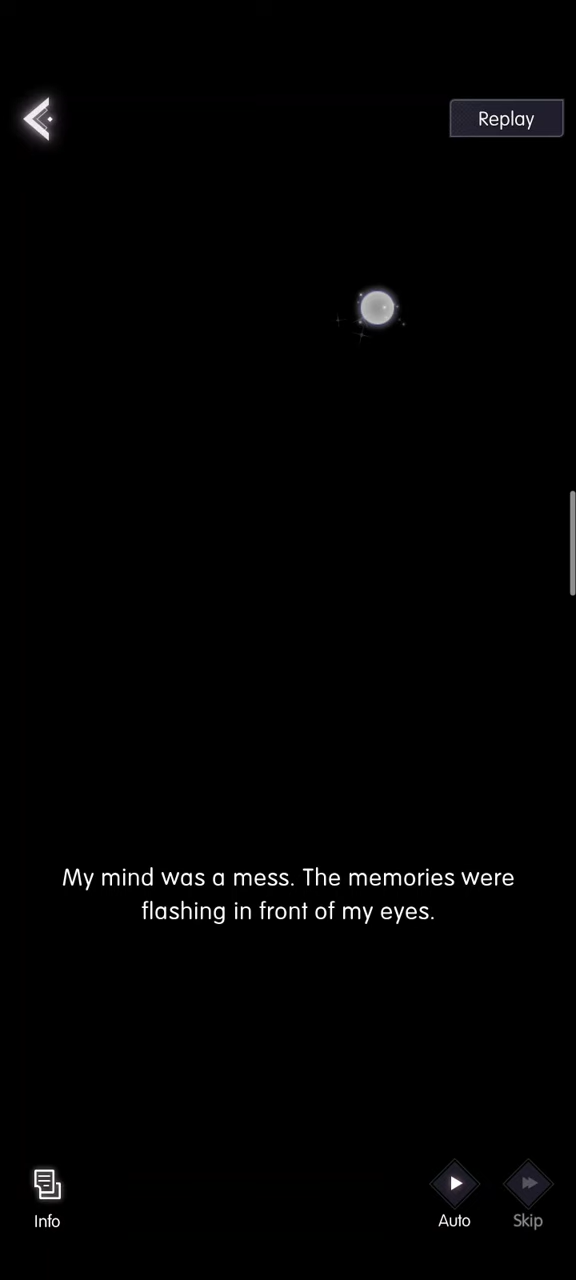 Replay
My mind was a mess. The memories were
flashing in front of my eyes.
Info
Auto
Skip